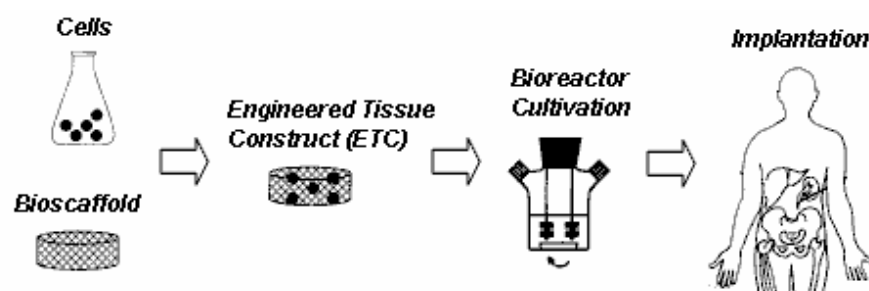 Cells
Bioscaffold
Engineered Tissue
Construct (ETC)
Bioreactor
Cultivation
Implantation